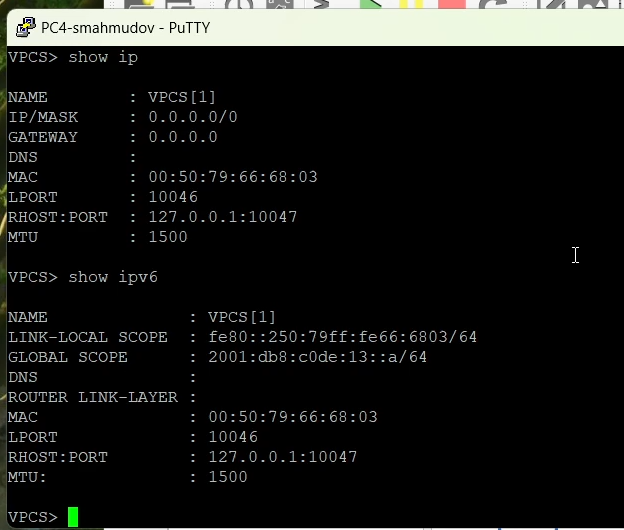 PC4-smahmudov - PuTTY
VPCS> show ip
NAME : VPCS[1]
IP/MASK : 0.0.0.0/0
GATEWAY : 0.0.0.0
DNS :
MAC : 00:50:79:66:68:03
LPORT : 10046
RHOST:PORT : 127.0.0.1:10047
MTU : 1500
VPCS> show ipv6
NAME : VPCS[1]
LINK-LOCAL SCOPE : fe80::250:79ff:fe66:6803/64
GLOBAL SCOPE : 2001:db8:c0de:13::a/64
DNS :
ROUTER LINK-LAYER :
MAC : 00:50:79:66:68:03
LPORT : 10046
RHOST:PORT : 127.0.0.1:10047
MTU: : 1500
VPCS>